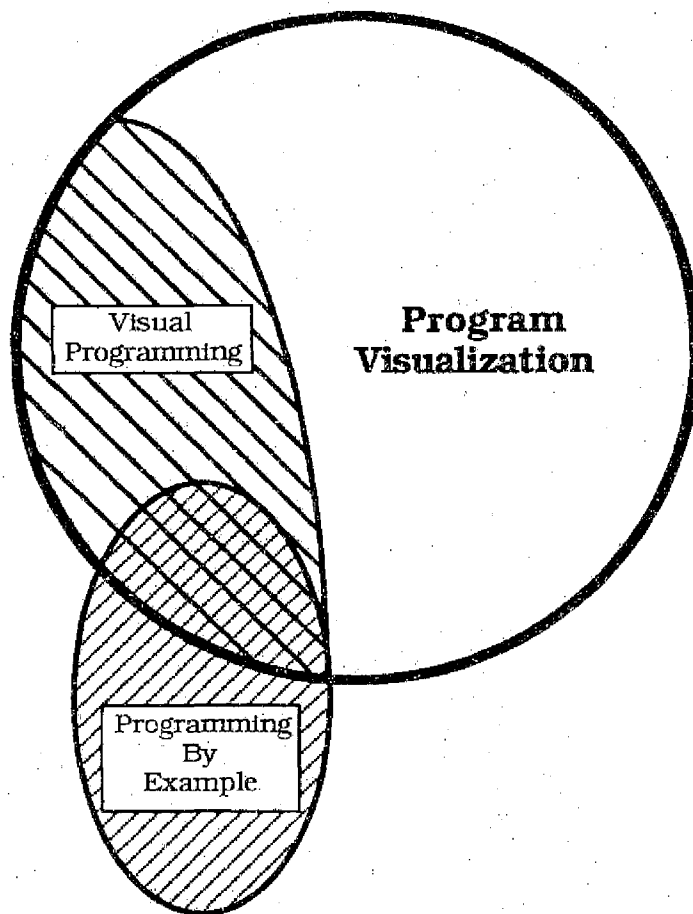 Visual
Programming
Program
Visualization
Programming
By
Example